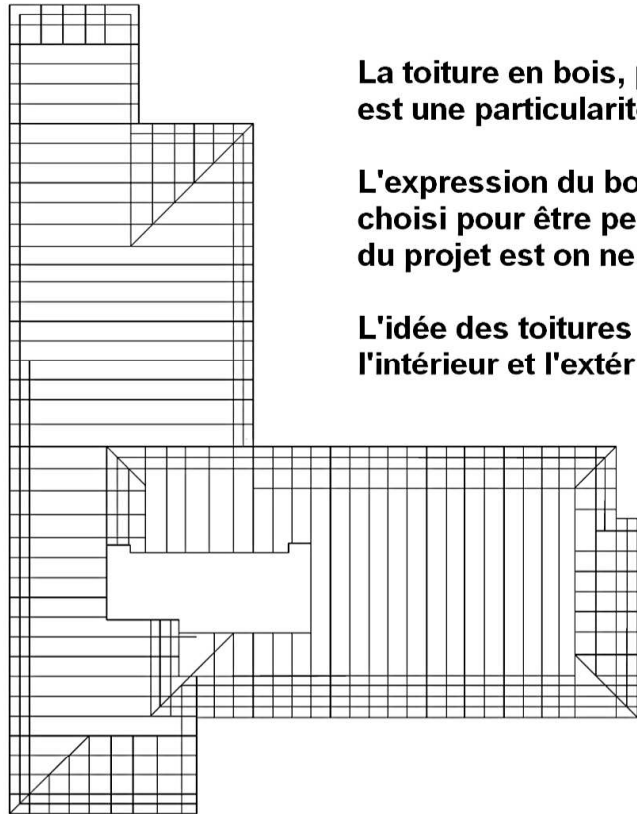 La toiture en bois,
est une
L'expression du
choisi pour être
du projet est on ne
L'idée des toitures
l'intérieur et